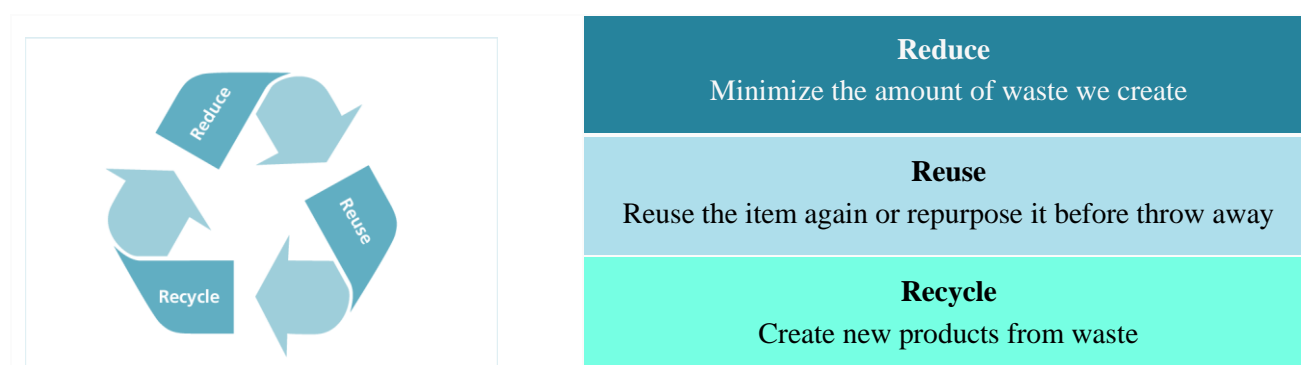 Reduce
Reuse
Recycle
Reduce
Minimize the amount of waste we create
Reuse
Reuse the item again or repurpose it before throw away
Recycle
Create new products from waste